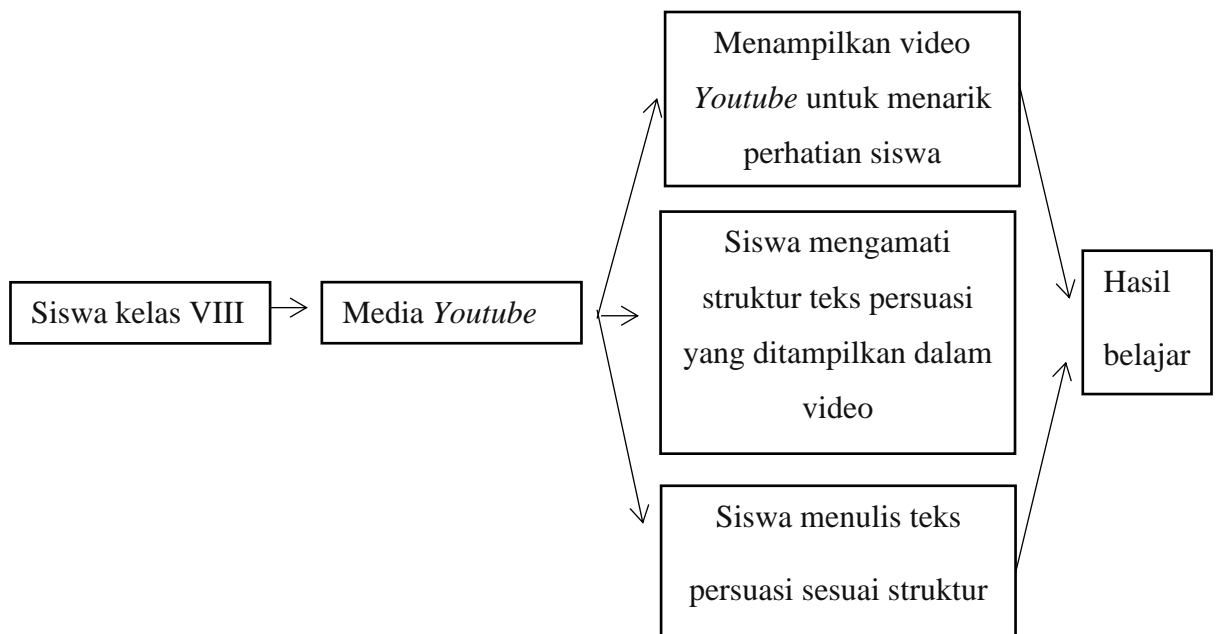 Siswa kelas VIII
Media Youtube
Menampilkan video
Youtube untuk menarik
perhatian siswa
Siswa mengamati
struktur teks persuasi
yang ditampilkan dalam
video
Siswa menulis teks
persuasi sesuai struktur
Hasil
belajar